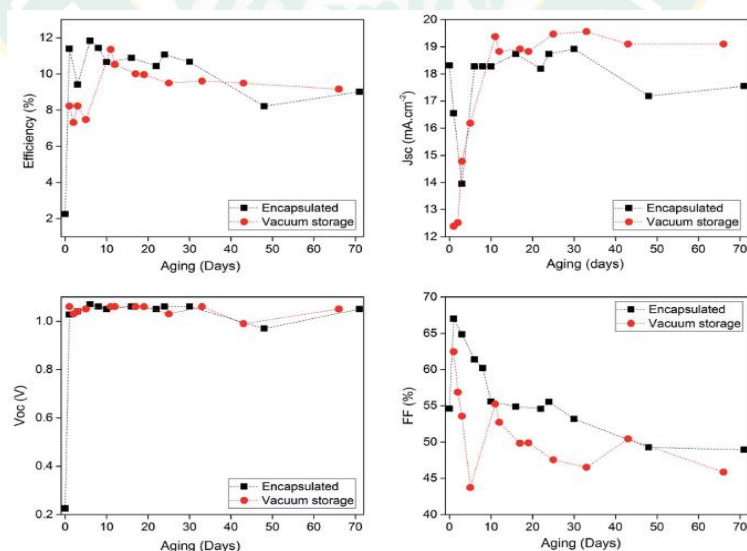 12
10
8
6
4
2
Efficiency (%)
Encapsulated
Vacuum storage
0 10 20 30 40 50 60 70
Aging (Days)
20
19
18
17
16
15
14
13
12
Jsc (mA.cm-2)
Encapsulated
Vacuum storage
0 10 20 30 40 50 60 70
Aging (days)
1.0
0.8
0.6
0.4
0.2
Voc (V)
Encapsulated
Vacuum storage
0 10 20 30 40 50 60 70
Aging (Days)
70
65
60
55
50
45
40
FF (%)
Encapsulated
Vacuum storage
0 10 20 30 40 50 60 70
Aging (Days)